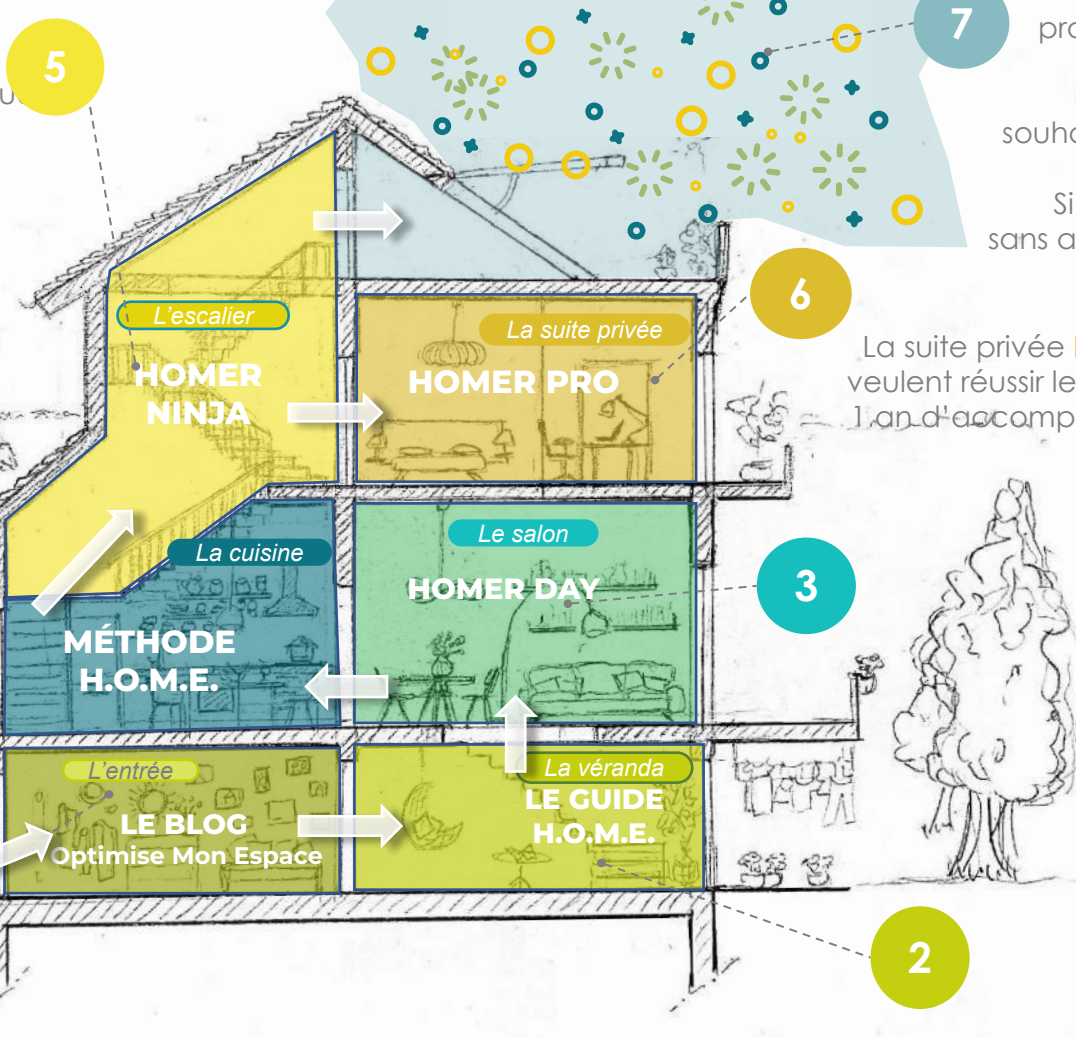 5
7
L'escalier
HOMER
NINJA
La suite privée
HOMER PRO
6
La suite privée
veulent réussir le
1 an d'accomp
sans a
Si
souha
La cuisine
MÉTHODE
H.O.M.E.
Le salon
HOMER DAY
3
L'entrée
LE BLOG
Optimise Mon Espace
La véranda
LE GUIDE
H.O.M.E.
2